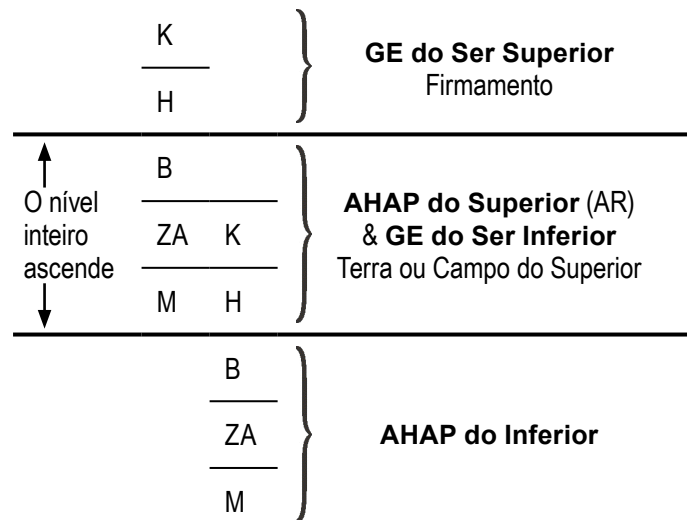 K
H
GE do Ser Superior
Firmamento
O nível
inteiro
ascende
B
ZA K
M H
AHAP do Superior (AR)
& GE do Ser Inferior
Terra ou Campo do Superior
B
ZA
M
AHAP do Inferior